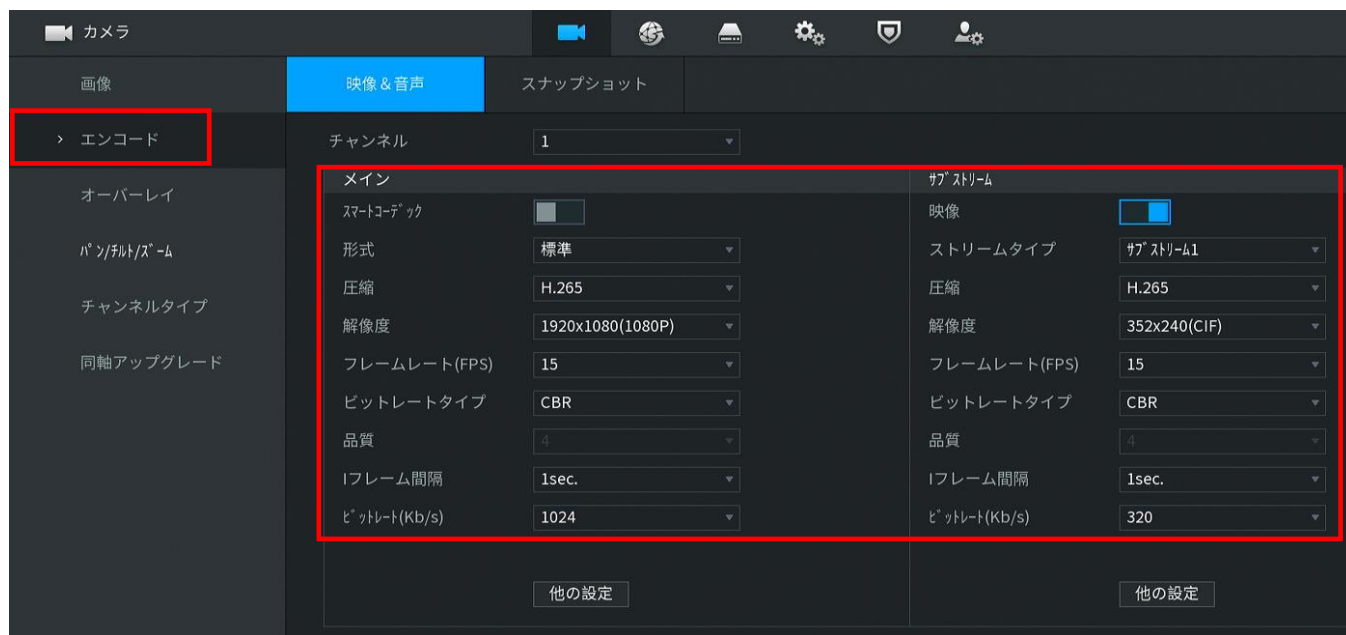 カメラ
画像
映像＆音声 スナップショット
› エンコード
チャンネル 1
オーバーレイ
メイン ｻﾌﾞｽﾄﾘｰﾑ
ｽﾏｰﾄｺｰﾃﾞｯｸ 映像
ﾊﾟﾝ/ﾁﾙﾄ/ｽﾞｰﾑ
形式 標準 ストリームタイプ ｻﾌﾞｽﾄﾘｰﾑ1
圧縮 H.265 圧縮 H.265
チャンネルタイプ
解像度 1920x1080(1080P) 解像度 352x240(CIF)
同軸アップグレード
フレームレート(FPS) 15 フレームレート(FPS) 15
ビットレートタイプ CBR ビットレートタイプ CBR
品質 4 品質 4
Iフレーム間隔 1sec. Iフレーム間隔 1sec.
ﾋﾞｯﾄﾚｰﾄ(Kb/s) 1024 ﾋﾞｯﾄﾚｰﾄ(Kb/s) 320
他の設定 他の設定